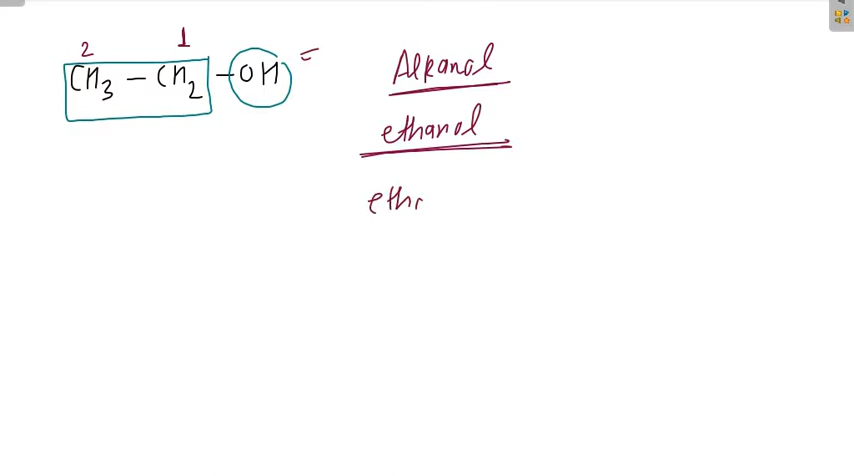 2 1
CH3 – CH2 – OH =
Alkanol
ethanol
eth